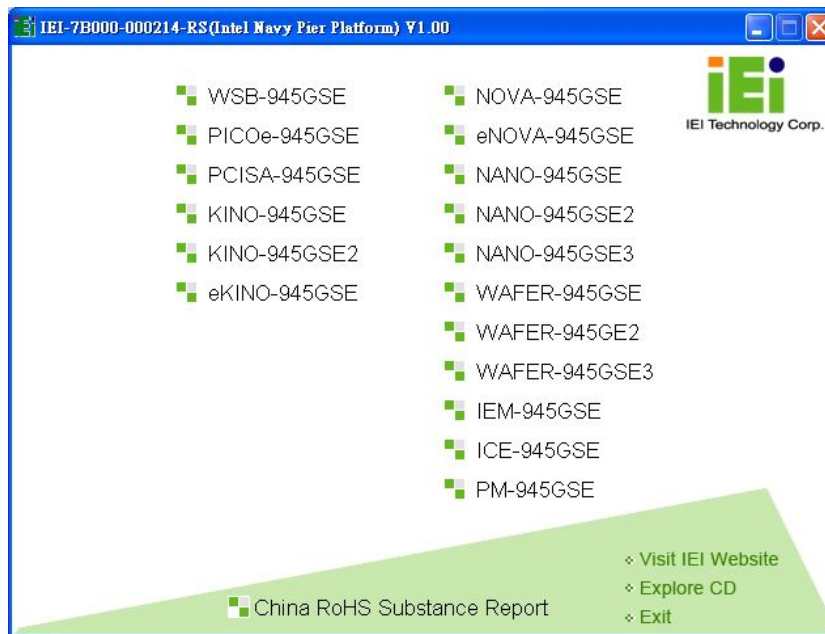 IEI-7B000-000214-RS(Intel Navy Pier Platform) V1.00
iEi
IEI Technology Corp.
WSB-945GSE
PICOe-945GSE
PCISA-945GSE
KINO-945GSE
KINO-945GSE2
eKINO-945GSE
NOVA-945GSE
eNOVA-945GSE
NANO-945GSE
NANO-945GSE2
NANO-945GSE3
WAFER-945GSE
WAFER-945GE2
WAFER-945GSE3
IEM-945GSE
ICE-945GSE
PM-945GSE
China RoHS Substance Report
Visit IEI Website
Explore CD
Exit